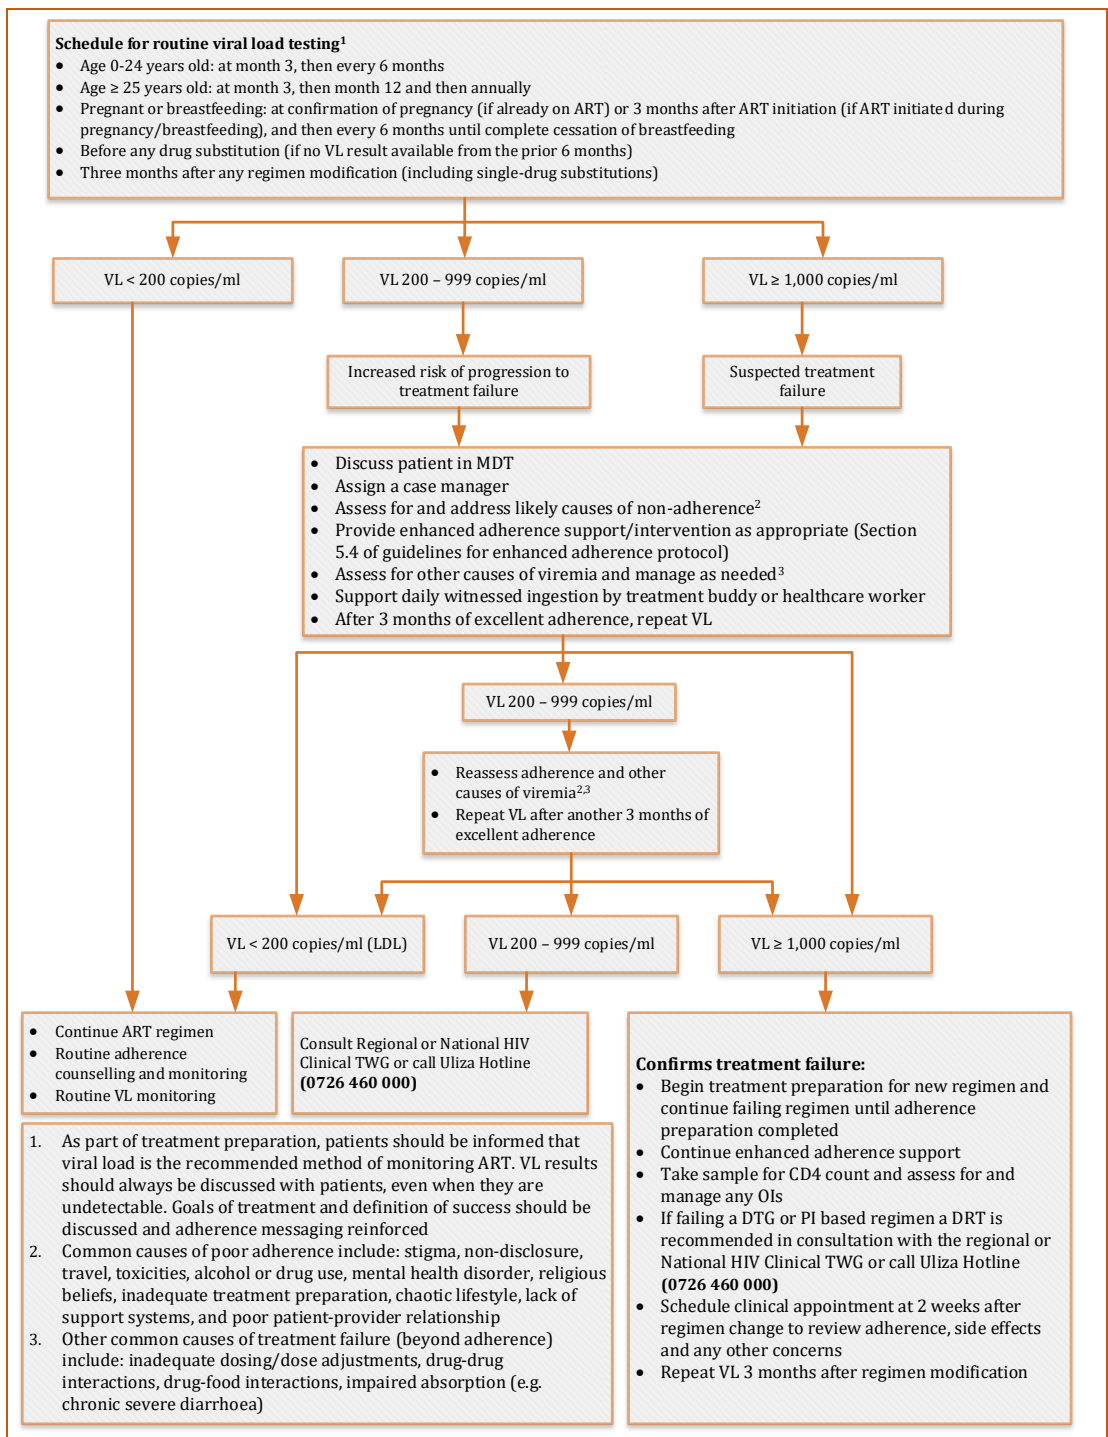 Schedule for routine viral load testing1
• Age 0-24 years old: at month 3, then every 6 months
• Age ≥ 25 years old: at month 3, then month 12 and then annually
• Pregnant or breastfeeding: at confirmation of pregnancy (if already on ART) or 3 months after ART initiation (if ART initiated during
pregnancy/breastfeeding), and then every 6 months until complete cessation of breastfeeding
• Before any drug substitution (if no VL result available from the prior 6 months)
• Three months after any regimen modification (including single-drug substitutions)
VL < 200 copies/ml
VL 200 – 999 copies/ml
VL ≥ 1,000 copies/ml
Increased risk of progression to
treatment failure
Suspected treatment
failure
• Discuss patient in MDT
• Assign a case manager
• Assess for and address likely causes of non-adherence2
• Provide enhanced adherence support/intervention as appropriate (Section
5.4 of guidelines for enhanced adherence protocol)
• Assess for other causes of viremia and manage as needed3
• Support daily witnessed ingestion by treatment buddy or healthcare worker
• After 3 months of excellent adherence, repeat VL
VL 200 – 999 copies/ml
• Reassess adherence and other
causes of viremia2,3
• Repeat VL after another 3 months of
excellent adherence
VL < 200 copies/ml (LDL)
VL 200 – 999 copies/ml
VL ≥ 1,000 copies/ml
• Continue ART regimen
• Routine adherence
counselling and monitoring
• Routine VL monitoring
Consult Regional or National HIV
Clinical TWG or call Uliza Hotline
(0726 460 000)
Confirms treatment failure:
• Begin treatment preparation for new regimen and
continue failing regimen until adherence
preparation completed
• Continue enhanced adherence support
• Take sample for CD4 count and assess for and
manage any OIs
• If failing a DTG or PI based regimen a DRT is
recommended in consultation with the regional or
National HIV Clinical TWG or call Uliza Hotline
(0726 460 000)
• Schedule clinical appointment at 2 weeks after
regimen change to review adherence, side effects
and any other concerns
• Repeat VL 3 months after regimen modification
1. As part of treatment preparation, patients should be informed that
viral load is the recommended method of monitoring ART. VL results
should always be discussed with patients, even when they are
undetectable. Goals of treatment and definition of success should be
discussed and adherence messaging reinforced
2. Common causes of poor adherence include: stigma, non-disclosure,
travel, toxicities, alcohol or drug use, mental health disorder, religious
beliefs, inadequate treatment preparation, chaotic lifestyle, lack of
support systems, and poor patient-provider relationship
3. Other common causes of treatment failure (beyond adherence)
include: inadequate dosing/dose adjustments, drug-drug
interactions, drug-food interactions, impaired absorption (e.g.
chronic severe diarrhoea)